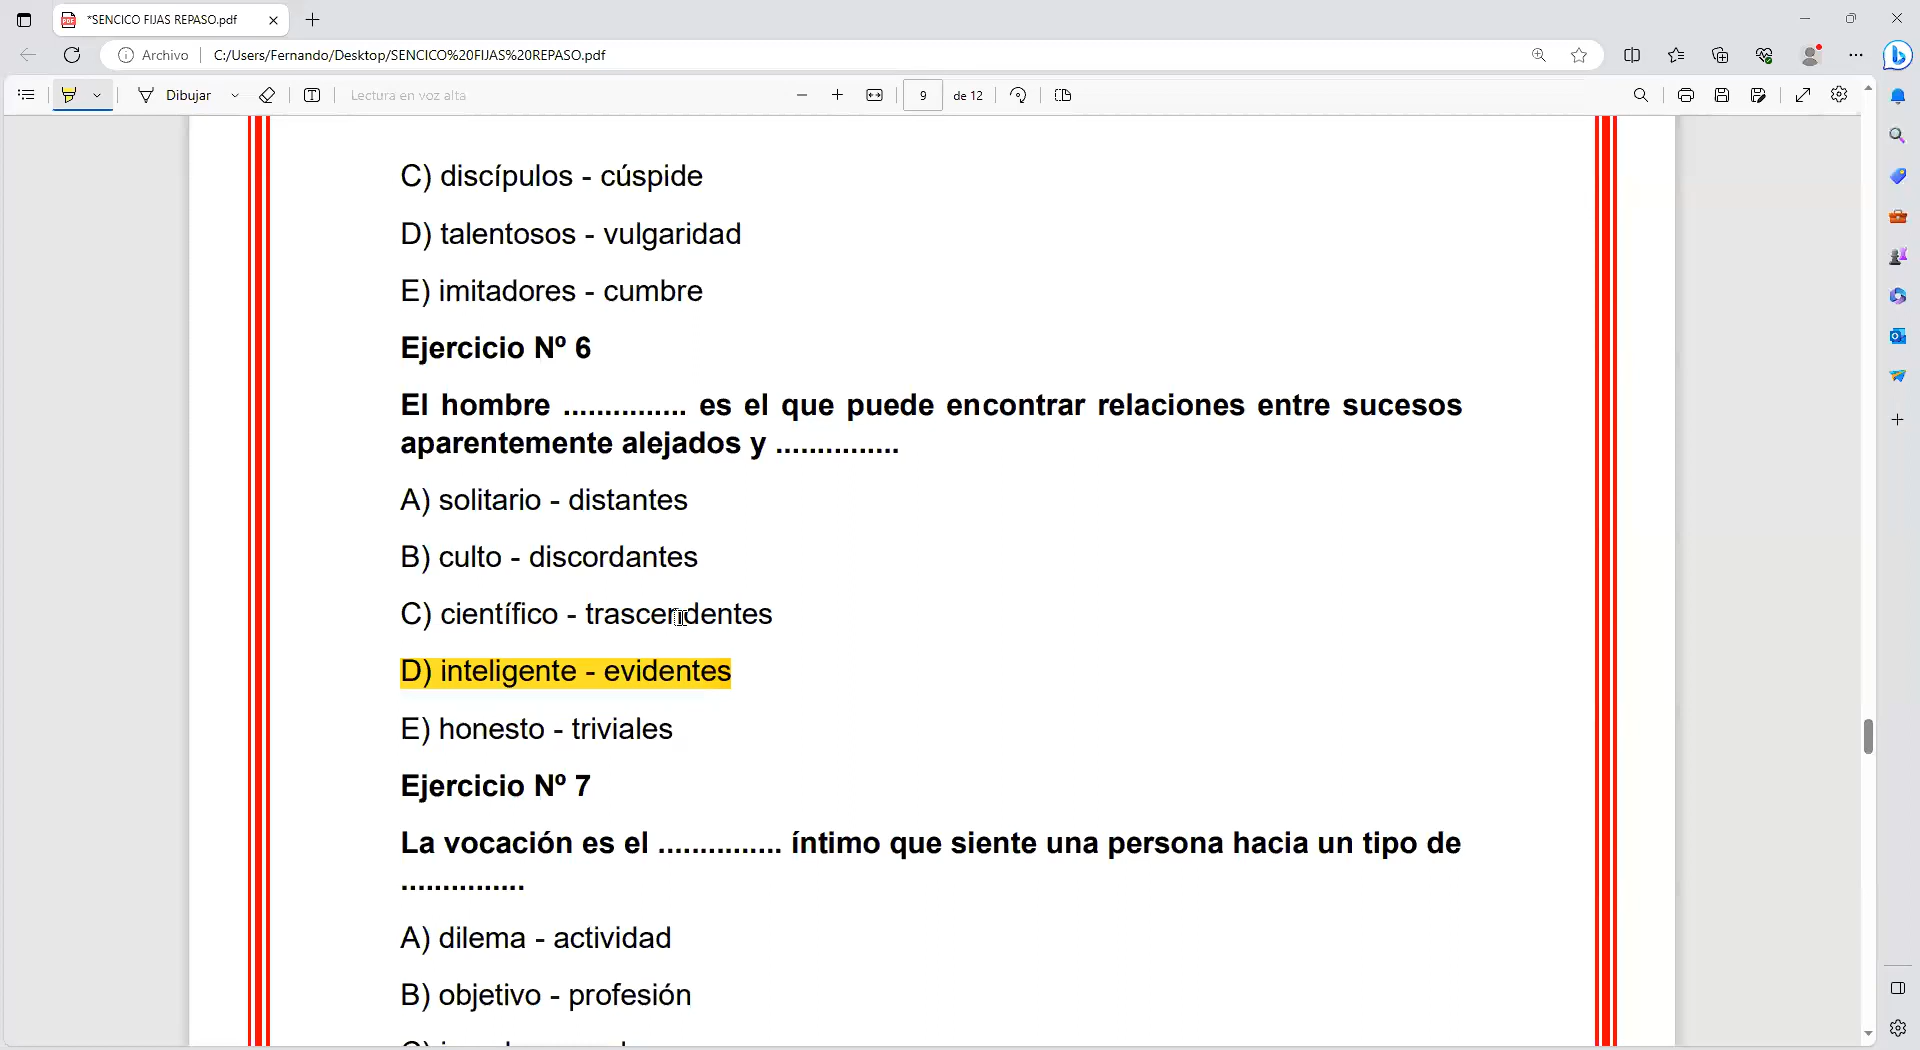 *SENCICO FIJAS REPASO.pdf
Archivo
C:/Users/Fernando/Desktop/SENCICO%20FIJAS%20REPASO.pdf
Dibujar
Lectura en voz alta
9
de 12
C) discípulos - cúspide
D) talentosos - vulgaridad
E) imitadores - cumbre
Ejercicio Nº 6
El hombre ............... es el que puede encontrar relaciones entre sucesos
aparentemente alejados y ...............
A) solitario - distantes
B) culto - discordantes
C) científico - trascendentes
D) inteligente - evidentes
E) honesto - triviales
Ejercicio Nº 7
La vocación es el ............... íntimo que siente una persona hacia un tipo de
...............
A) dilema - actividad
B) objetivo - profesión